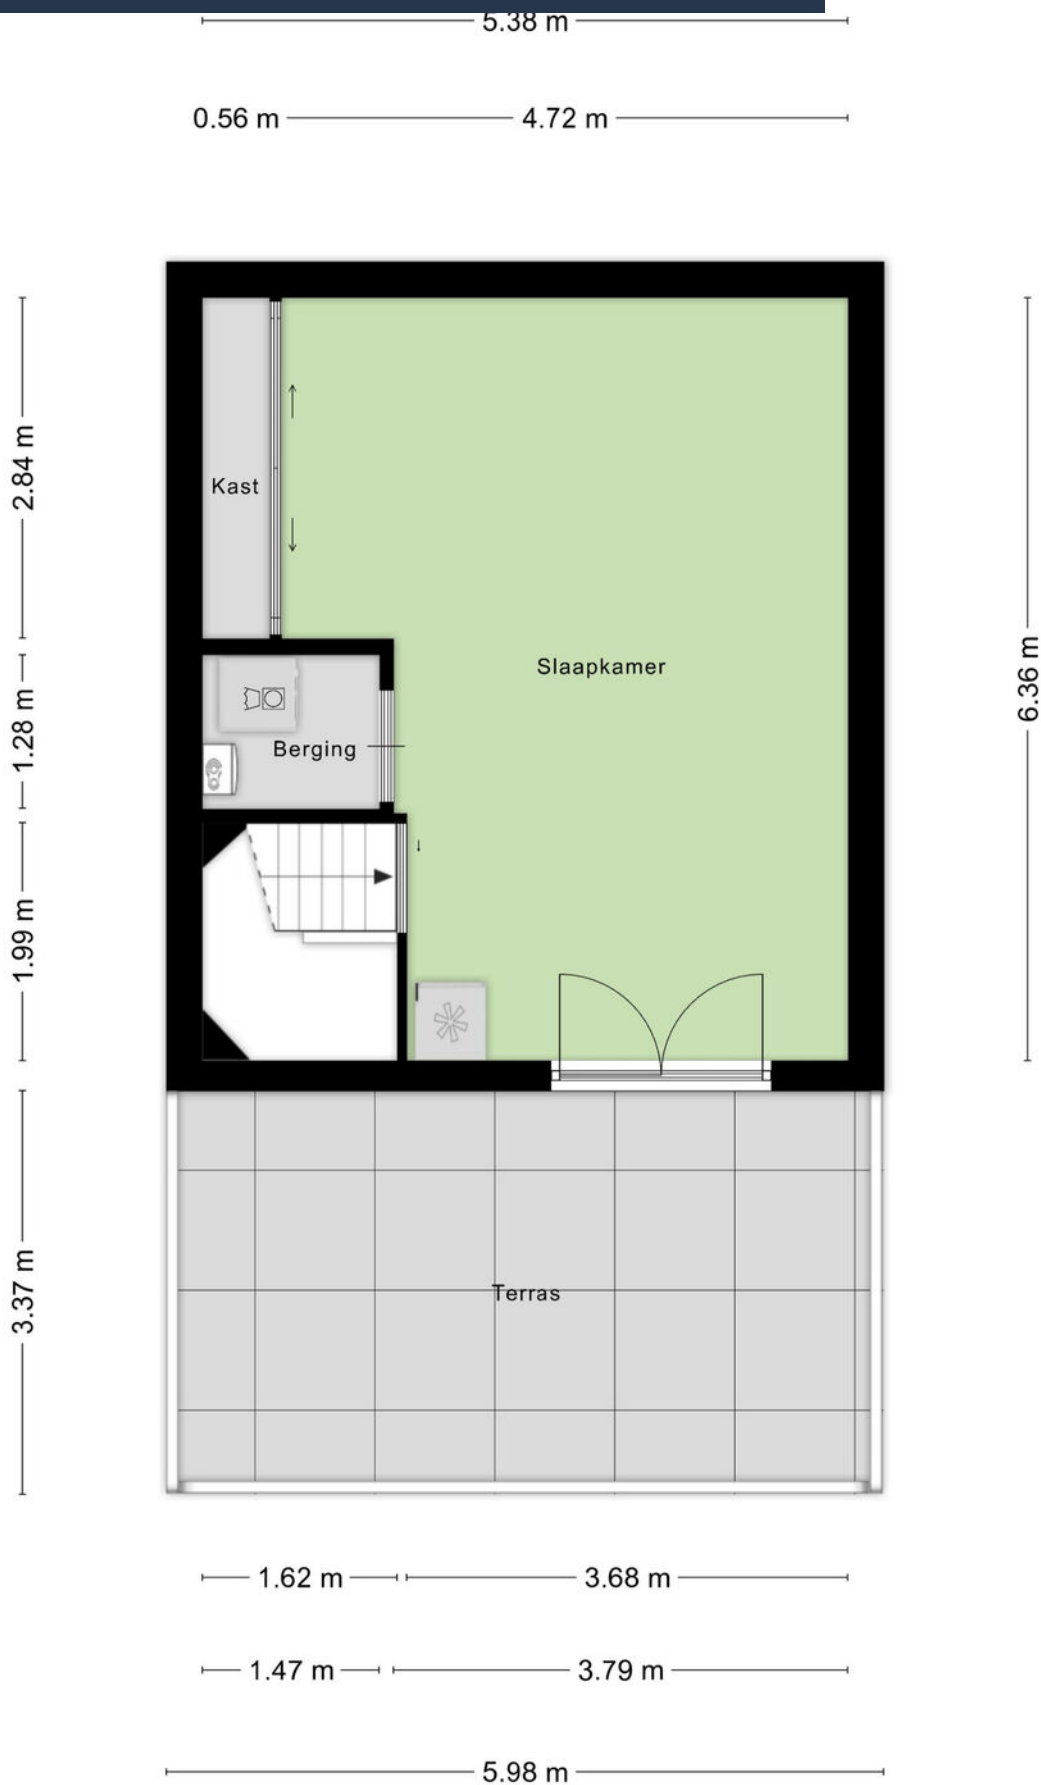 5.38 m
0.56 m
4.72 m
2.84 m
Kast
Slaapkamer
6.36 m
1.28 m
Berging
1.99 m
3.37 m
Terras
1.62 m
3.68 m
1.47 m
3.79 m
5.98 m